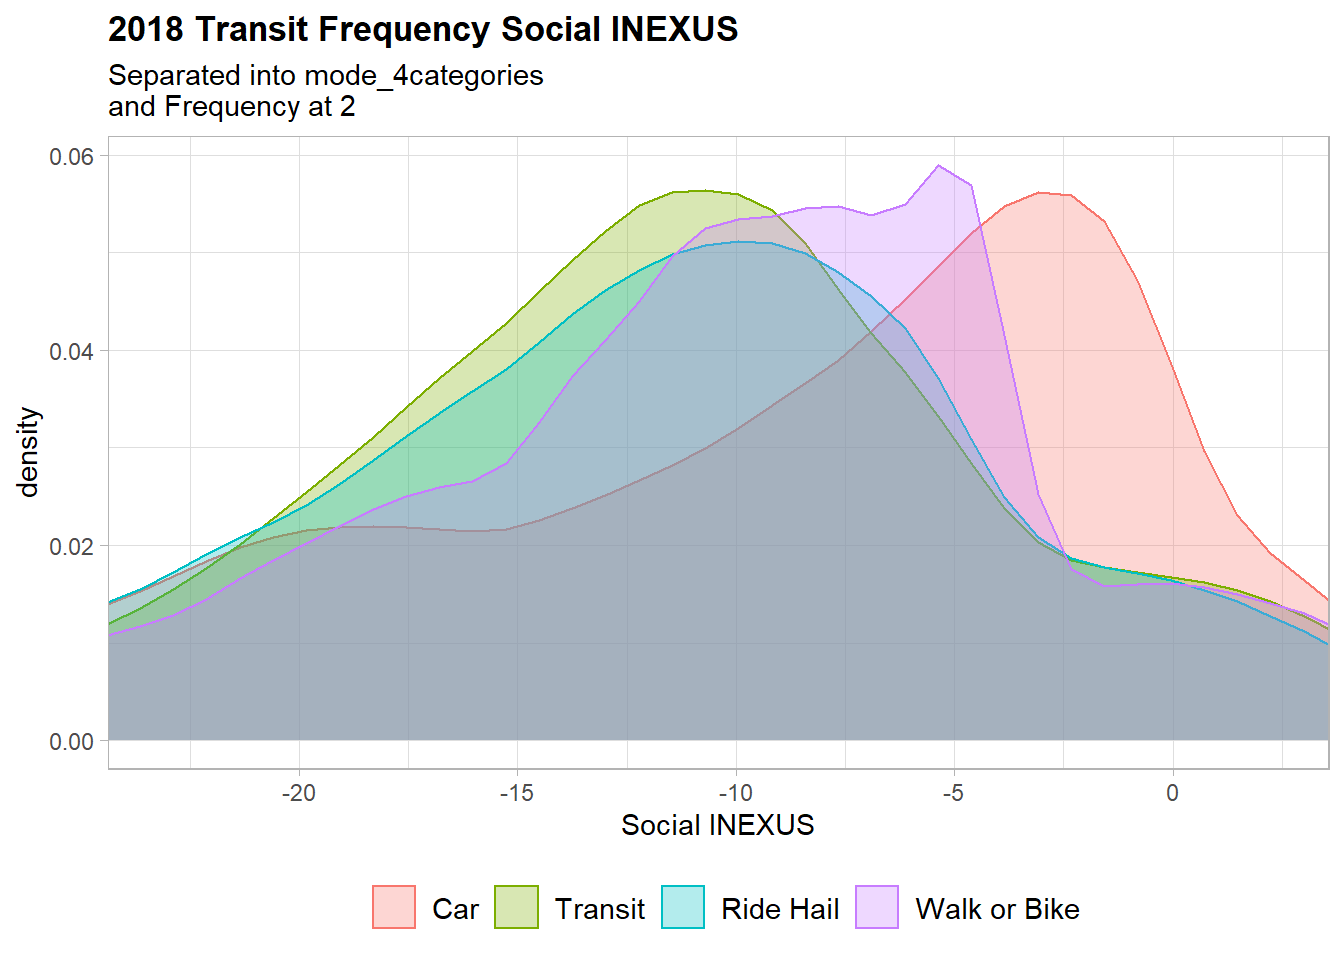 2018 Transit Frequency Social INEXUS
Separated into mode_4categories
and Frequency at 2
0.06
0.04
0.02
0.00
density
-20 -15 -10 -5 0
Social INEXUS
Car Transit Ride Hail Walk or Bike